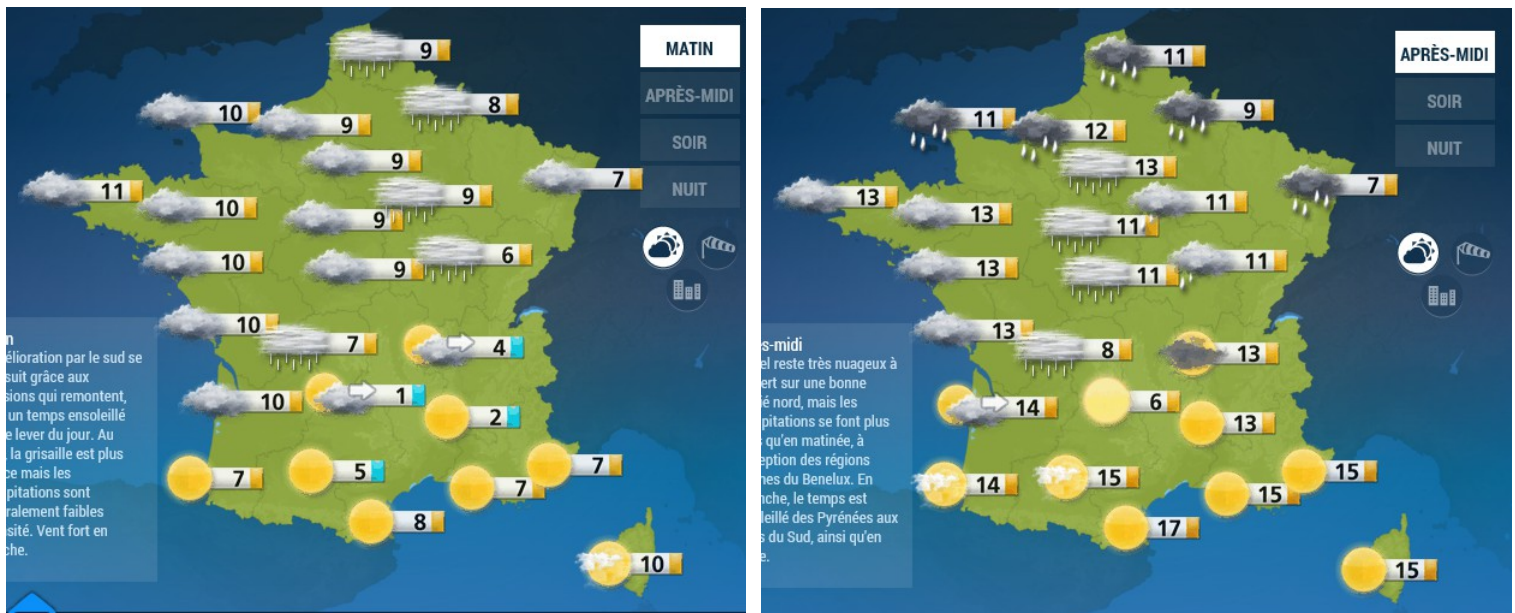 MATIN
APRÈS-MIDI
SOIR
NUIT
9
8
10
9
9
7
11
9
10
9
6
10
9
10
7
4
10
1
2
7
5
7
7
8
10
n
élioration par le sud se
suit grâce aux
sions qui remontent,
un temps ensoleillé
e lever du jour. Au
, la grisaille est plus
ce mais les
pitations sont
ralement faibles
sité. Vent fort en
che.
APRÈS-MIDI
SOIR
NUIT
11
9
11
12
13
7
13
11
13
11
11
13
11
13
8
13
14
6
13
15
14
15
15
17
15
s-midi
el reste très nuageux à
ert sur une bonne
é nord, mais les
pitations se font plus
s qu'en matinée, à
eption des régions
nes du Benelux. En
nche, le temps est
leillé des Pyrénées aux
s du Sud, ainsi qu'en
e.